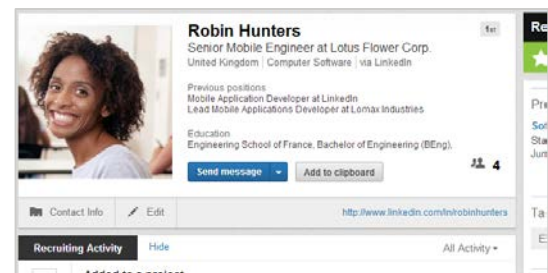 Robin Hunters
1st
Senior Mobile Engineer at Lotus Flower Corp.
United Kingdom | Computer Software | via LinkedIn
Previous positions
Mobile Application Developer at LinkedIn
Lead Mobile Applications Developer at Lomax Industries
Education
Engineering School of France, Bachelor of Engineering (BEng),
Send message
Add to clipboard
4
Contact Info
Edit
http://www.linkedin.com/in/robinhunters
Recruiting Activity
Hide
All Activity
Added to a project